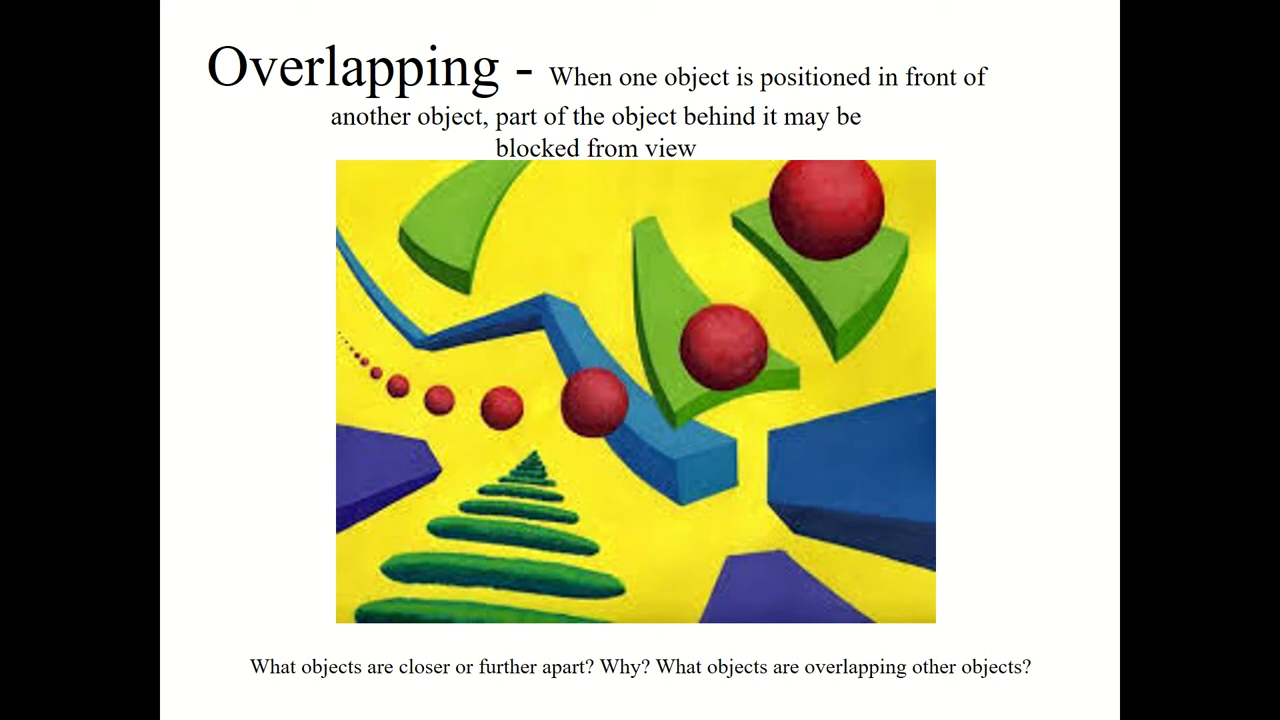 Overlapping - When one object is positioned in front of
another object, part of the object behind it may be
blocked from view
What objects are closer or further apart? Why? What objects are overlapping other objects?